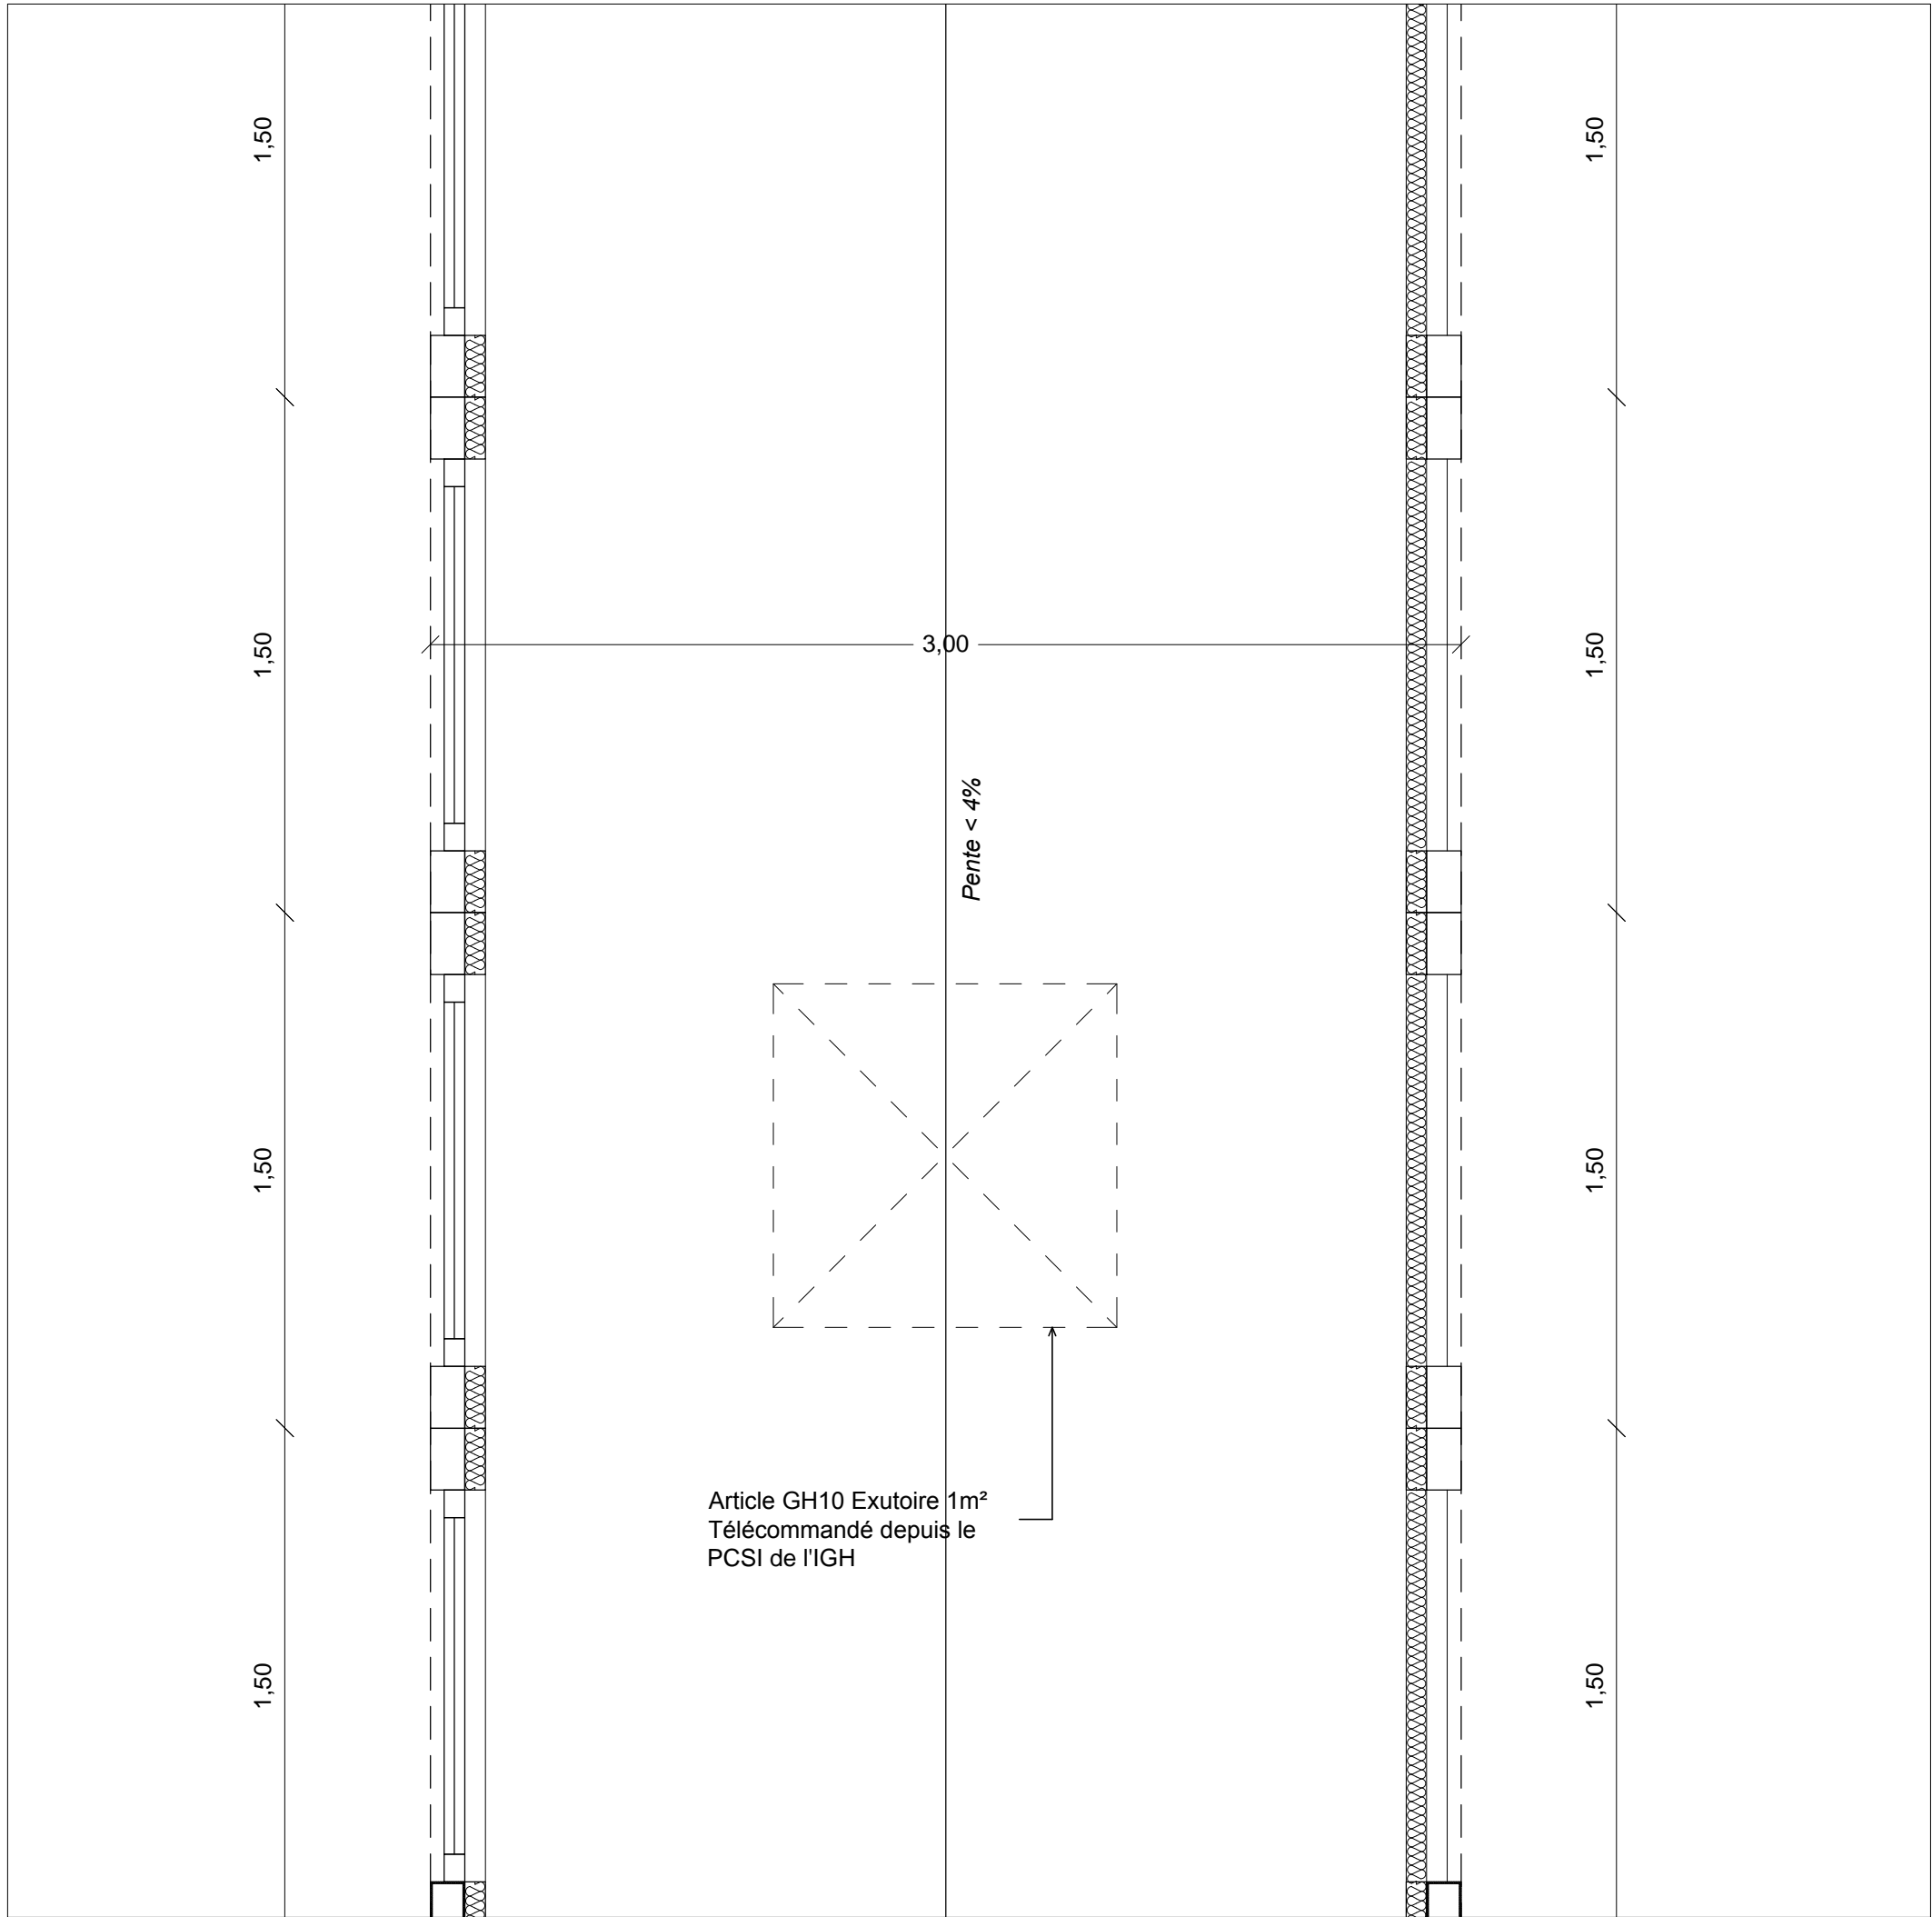 1,50
1,50
1,50
3,00
1,50
Pente < 4%
1,50
1,50
Article GH10 Exutoire 1m²
Télécommandé depuis le
PCSI de l'IGH
1,50
1,50